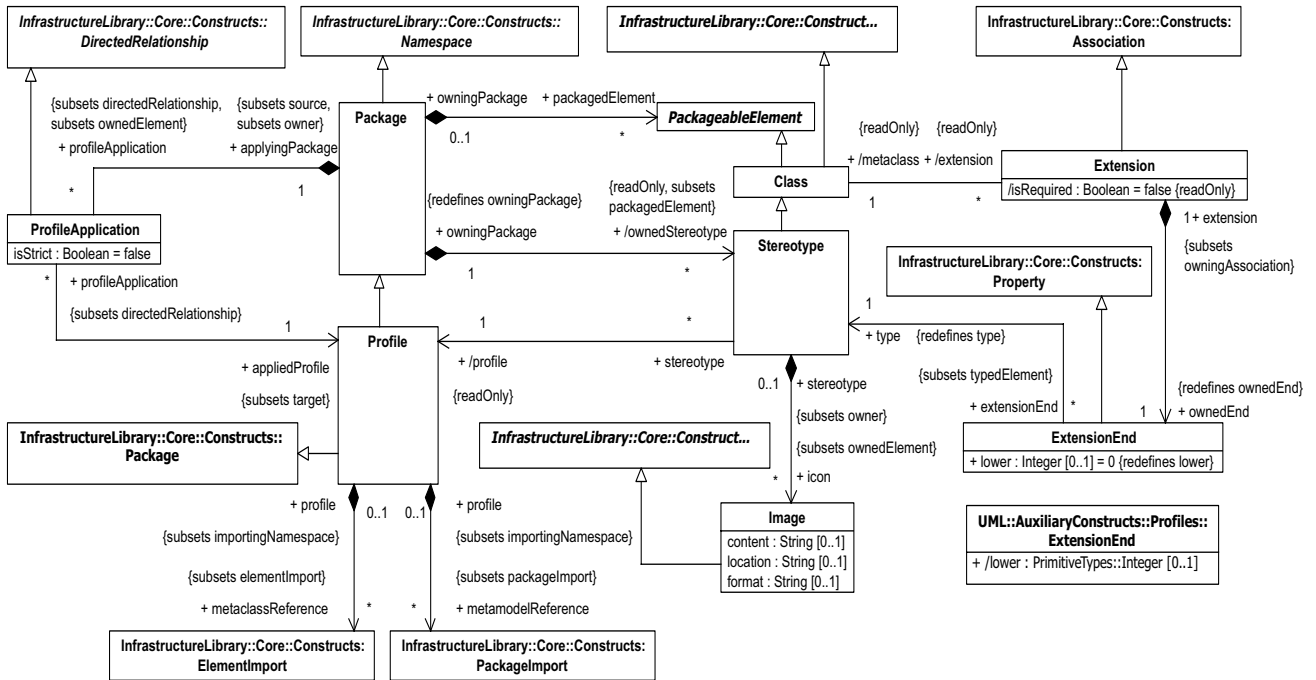 InfrastructureLibrary::Core::Constructs::
DirectedRelationship
InfrastructureLibrary::Core::Constructs::
Namespace
InfrastructureLibrary::Core::Construct...
InfrastructureLibrary::Core::Constructs:
Association
{subsets directedRelationship,
subsets ownedElement}
+ profileApplication
*
{subsets source,
subsets owner}
+ applyingPackage
1
Package
+ owningPackage
0..1
+ packagedElement
*
PackageableElement
{readOnly}
{readOnly}
+ /metaclass
+ /extension
1
*
Class
Extension
/isRequired : Boolean = false {readOnly}
ProfileApplication
isStrict : Boolean = false
{redefines owningPackage}
+ owningPackage
1
{readOnly, subsets
packagedElement}
+ /ownedStereotype
*
Stereotype
1
+ extension
{subsets
owningAssociation}
InfrastructureLibrary::Core::Constructs:
Property
*
+ profileApplication
{subsets directedRelationship}
1
+ appliedProfile
{subsets target}
Profile
1
+ /profile
{readOnly}
*
+ stereotype
1
+ type
{redefines type}
{subsets typedElement}
+ extensionEnd
*
{redefines ownedEnd}
1
+ ownedEnd
0..1
+ stereotype
{subsets owner}
{subsets ownedElement}
*
+ icon
InfrastructureLibrary::Core::Constructs::
Package
InfrastructureLibrary::Core::Construct...
ExtensionEnd
+ lower : Integer [0..1] = 0 {redefines lower}
+ profile
0..1
{subsets importingNamespace}
{subsets elementImport}
+ metaclassReference
*
0..1
+ profile
{subsets importingNamespace}
{subsets packageImport}
*
+ metamodelReference
Image
content : String [0..1]
location : String [0..1]
format : String [0..1]
UML::AuxiliaryConstructs::Profiles::
ExtensionEnd
+ /lower : PrimitiveTypes::Integer [0..1]
InfrastructureLibrary::Core::Constructs:
ElementImport
InfrastructureLibrary::Core::Constructs:
PackageImport